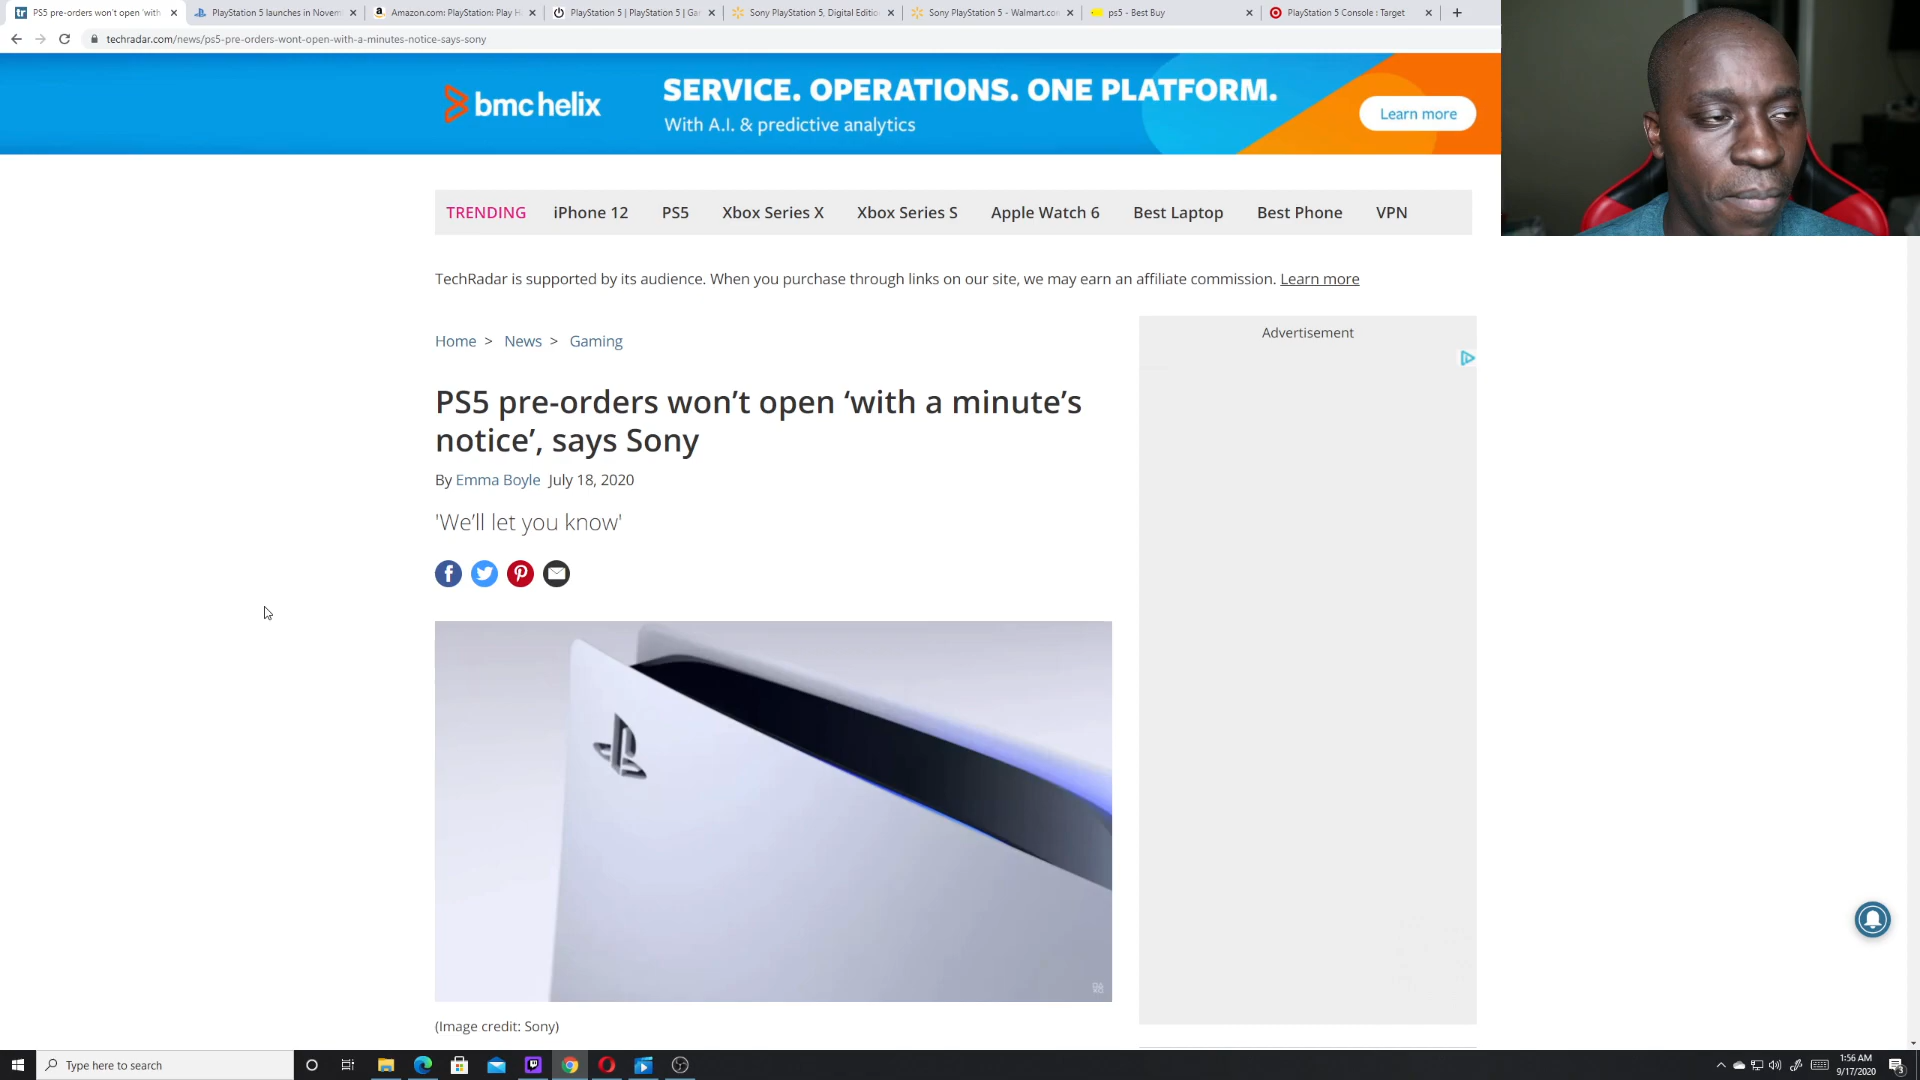 PS5 pre-orders won't open 'with
PlayStation 5 launches in Novem
Amazon.com: PlayStation: Play H
PlayStation 5 | PlayStation 5 | Ga
Sony PlayStation 5, Digital Editio
Sony PlayStation 5 - Walmart.co
ps5 - Best Buy
PlayStation 5 Console : Target
techradar.com/news/ps5-pre-orders-wont-open-with-a-minutes-notice-says-sony
bmc helix
SERVICE. OPERATIONS. ONE PLATFORM.
With A.I. & predictive analytics
Learn more
TRENDING iPhone 12 PS5 Xbox Series X Xbox Series S Apple Watch 6 Best Laptop Best Phone VPN
TechRadar is supported by its audience. When you purchase through links on our site, we may earn an affiliate commission. Learn more
Home > News > Gaming
Advertisement
PS5 pre-orders won’t open ‘with a minute’s
notice’, says Sony
By Emma Boyle July 18, 2020
'We’ll let you know'
(Image credit: Sony)
Type here to search
1:56 AM
9/17/2020
3